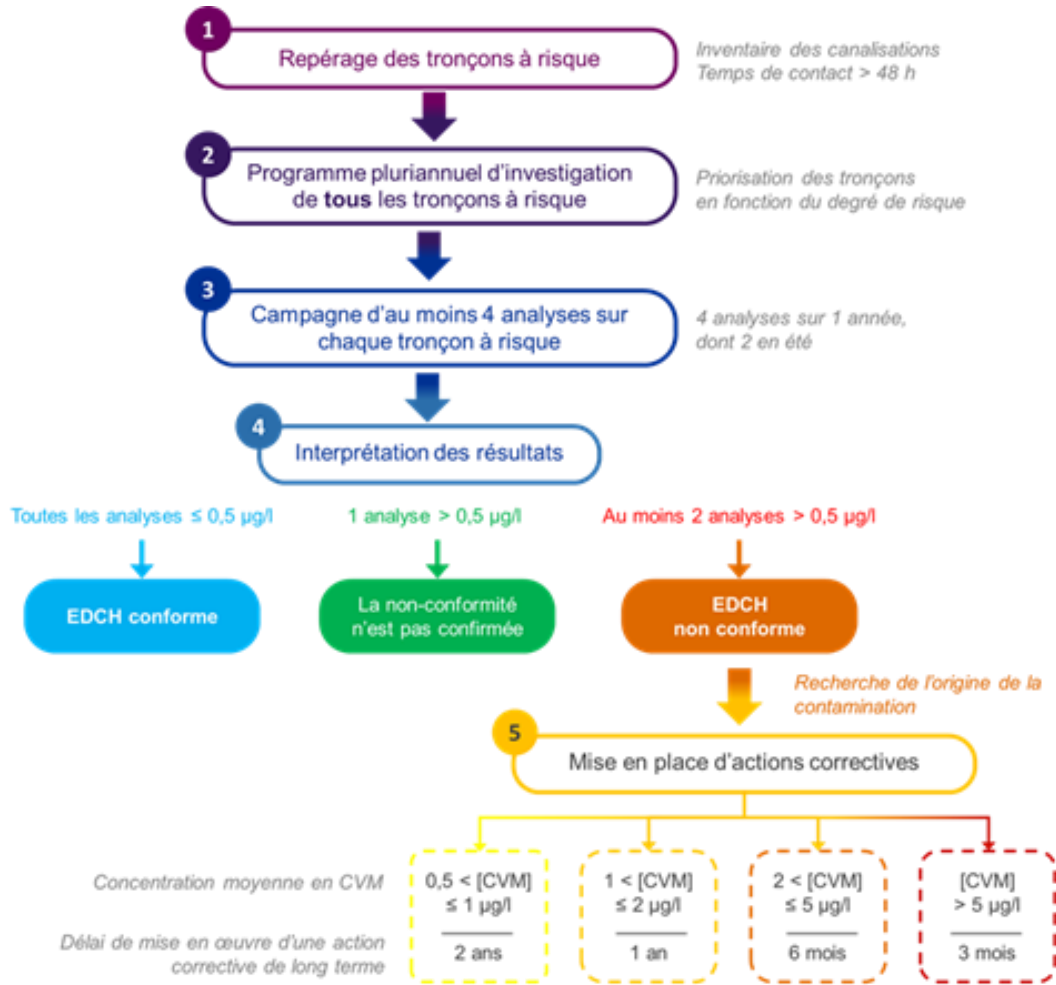 1
Repérage des tronçons à risque
Inventaire des canalisations
Temps de contact > 48 h
2
Programme pluriannuel d'investigation
de tous les tronçons à risque
Priorisation des tronçons
en fonction du degré de risque
3
Campagne d'au moins 4 analyses sur
chaque tronçon à risque
4 analyses sur 1 année,
dont 2 en été
4
Interprétation des résultats
Toutes les analyses ≤ 0,5 µg/l
1 analyse > 0,5 µg/l
Au moins 2 analyses > 0,5 µg/l
EDCH conforme
La non-conformité
n'est pas confirmée
EDCH
non conforme
Recherche de l'origine de la
contamination
5
Mise en place d'actions correctives
Concentration moyenne en CVM
0,5 < [CVM]
≤ 1 µg/l
1 < [CVM]
≤ 2 µg/l
2 < [CVM]
≤ 5 µg/l
[CVM]
> 5 µg/l
Délai de mise en œuvre d'une action
corrective de long terme
2 ans
1 an
6 mois
3 mois